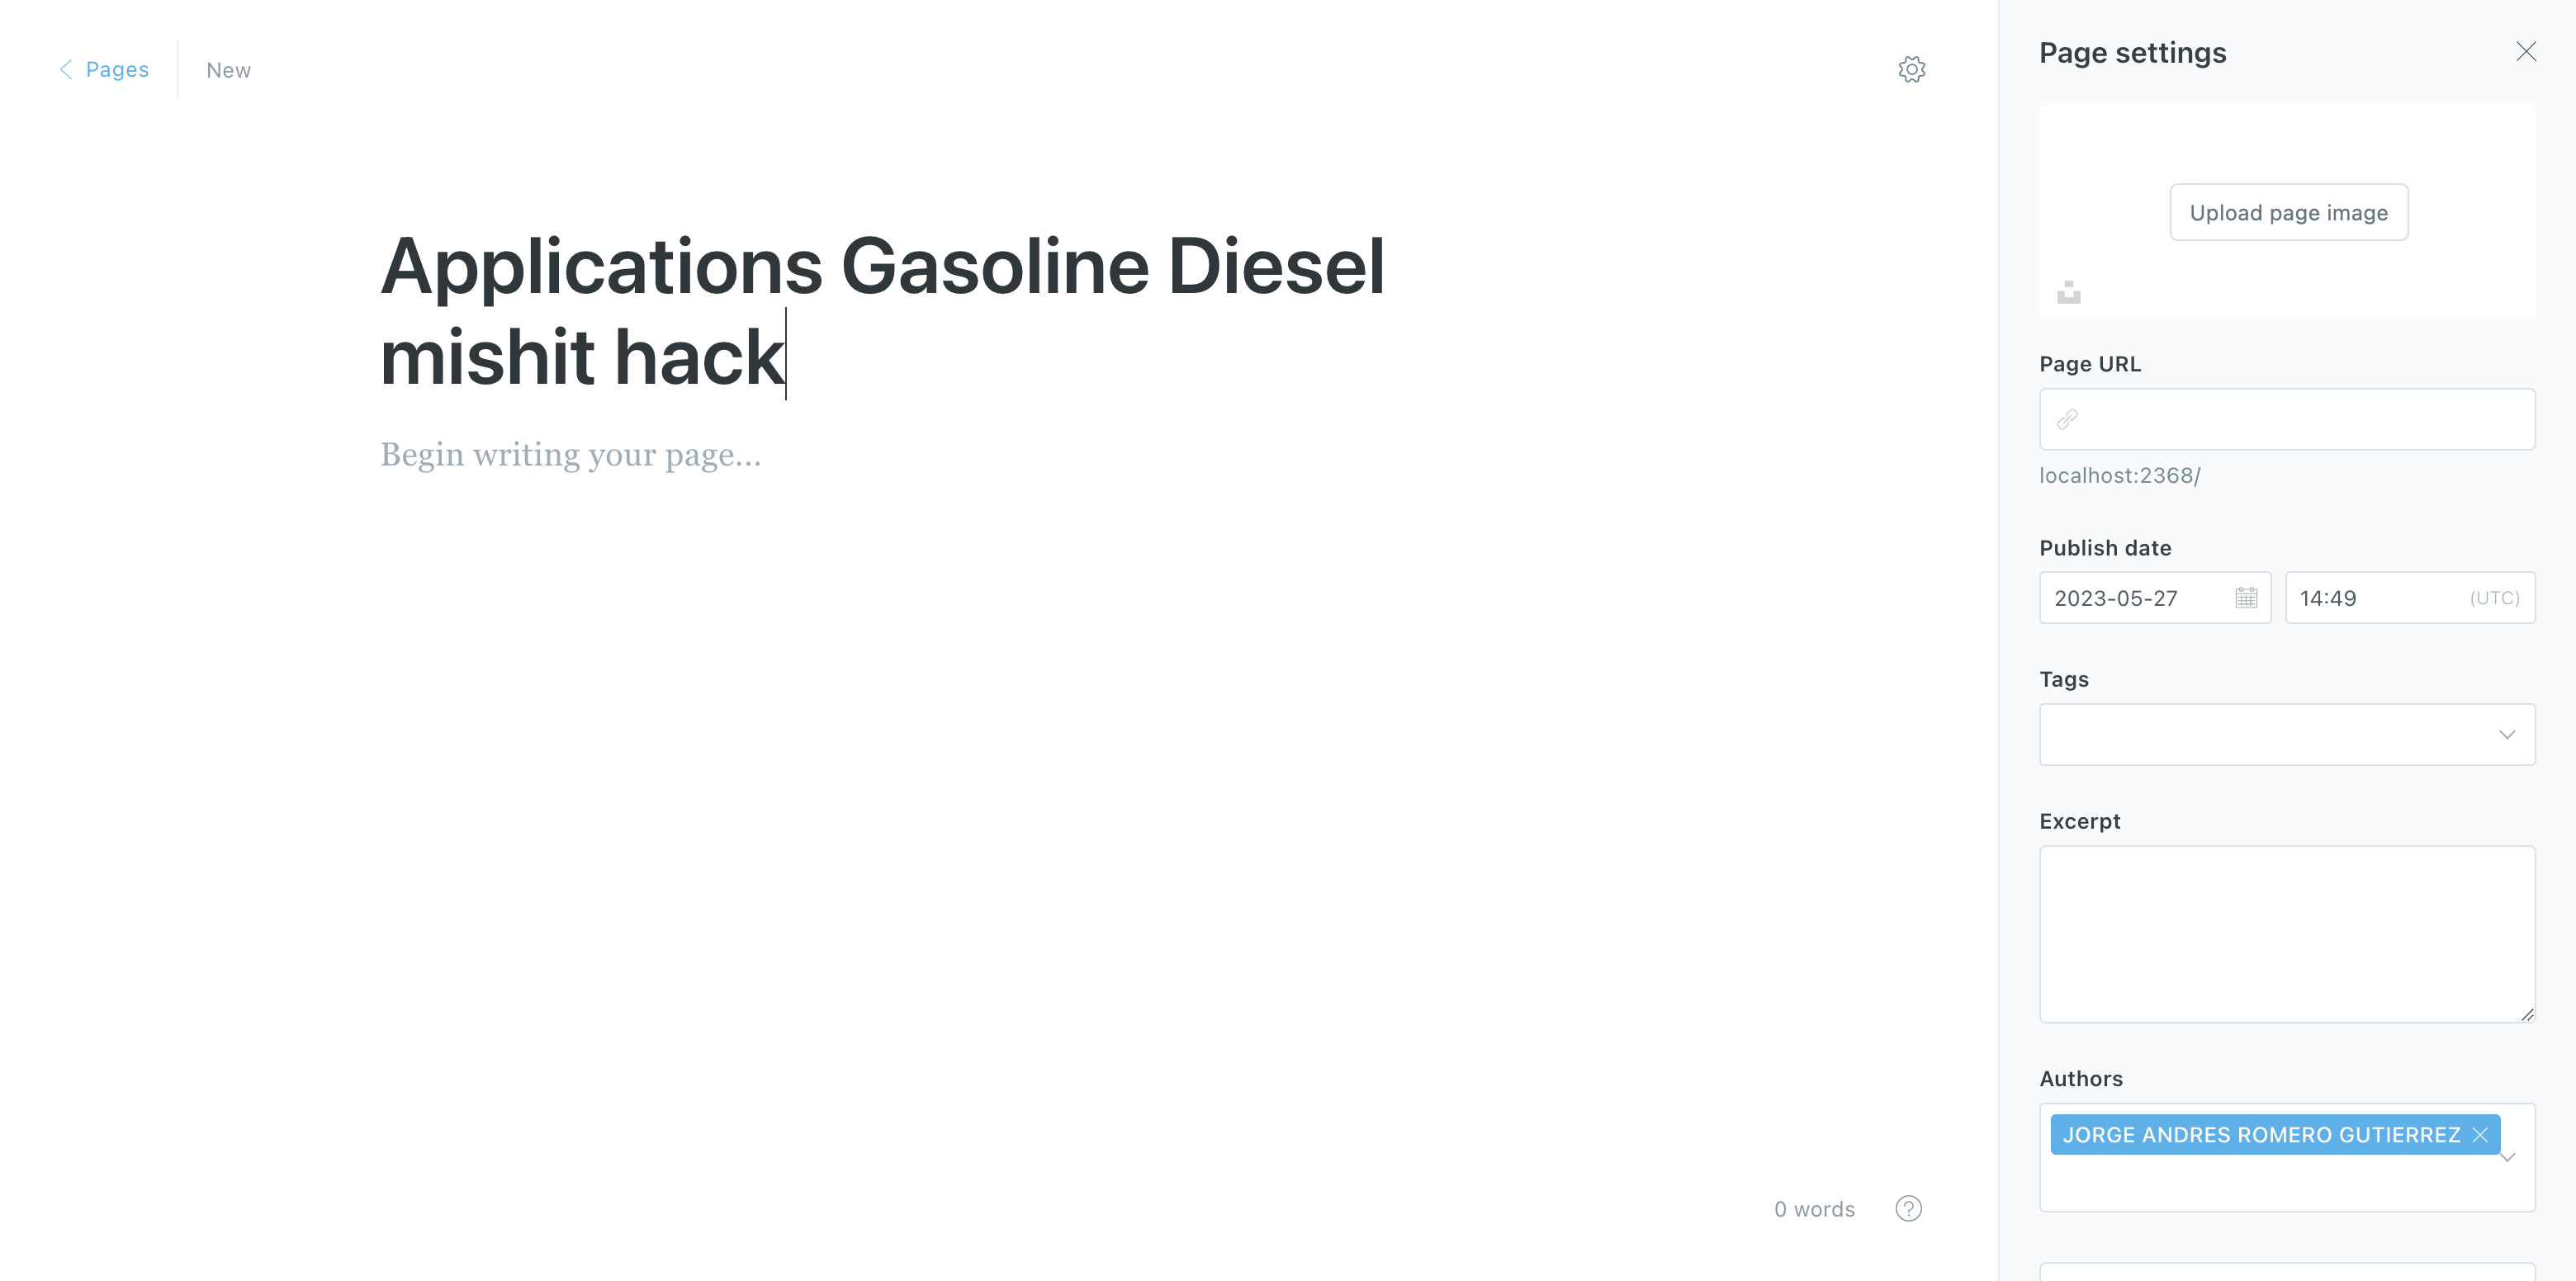 Pages
New
Applications Gasoline Diesel
mishit hack
Begin writing your page...
0 words
?
Page settings
Upload page image
Page URL
localhost:2368/
Publish date
2023-05-27
14:49 (UTC)
Tags
Excerpt
Authors
JORGE ANDRES ROMERO GUTIERREZ